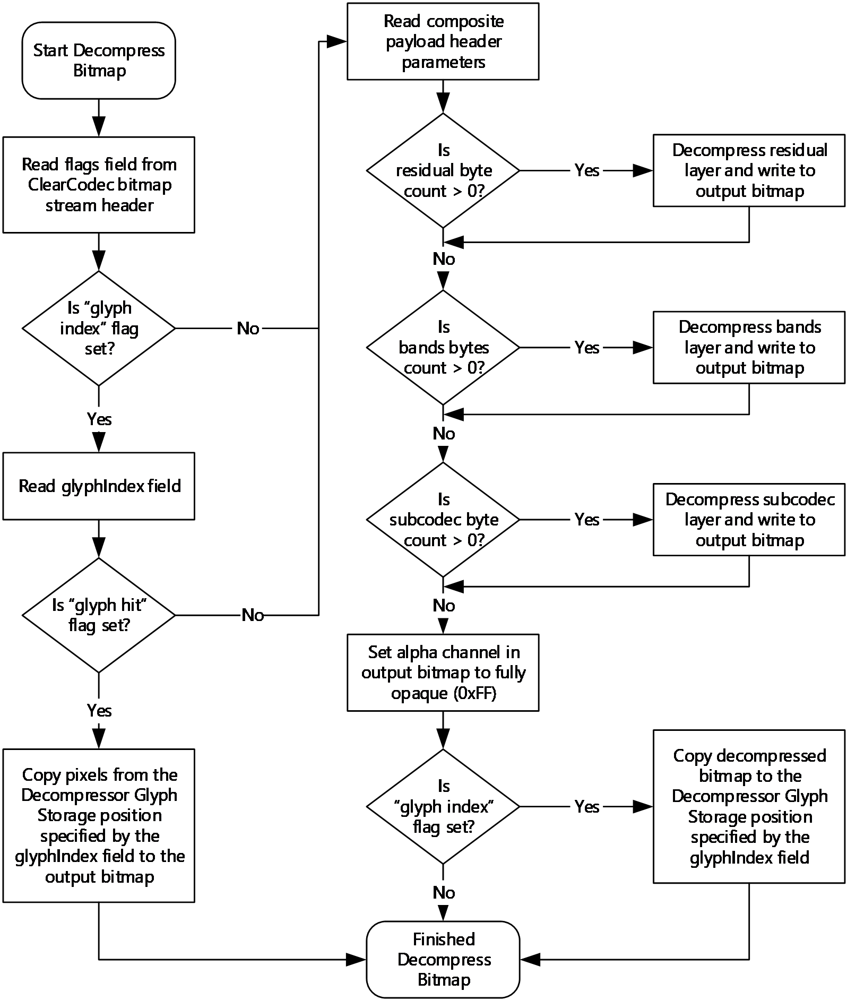 Start Decompress
Bitmap
Read flags field from
ClearCodec bitmap
stream header
Is “glyph
index” flag
set?
No
Yes
Read glyphIndex field
Is “glyph hit”
flag set?
No
Yes
Copy pixels from the
Decompressor Glyph
Storage position
specified by the
glyphIndex field to the
output bitmap
Read composite
payload header
parameters
Is
residual byte
count > 0?
Yes
Decompress residual
layer and write to
output bitmap
No
Is
bands bytes
count > 0?
Yes
Decompress bands
layer and write to
output bitmap
No
Is
subcodec byte
count > 0?
Yes
Decompress subcodec
layer and write to
output bitmap
No
Set alpha channel in
output bitmap to fully
opaque (0xFF)
Is
“glyph index”
flag set?
Yes
Copy decompressed
bitmap to the
Decompressor Glyph
Storage position
specified by the
glyphIndex field
No
Finished
Decompress
Bitmap